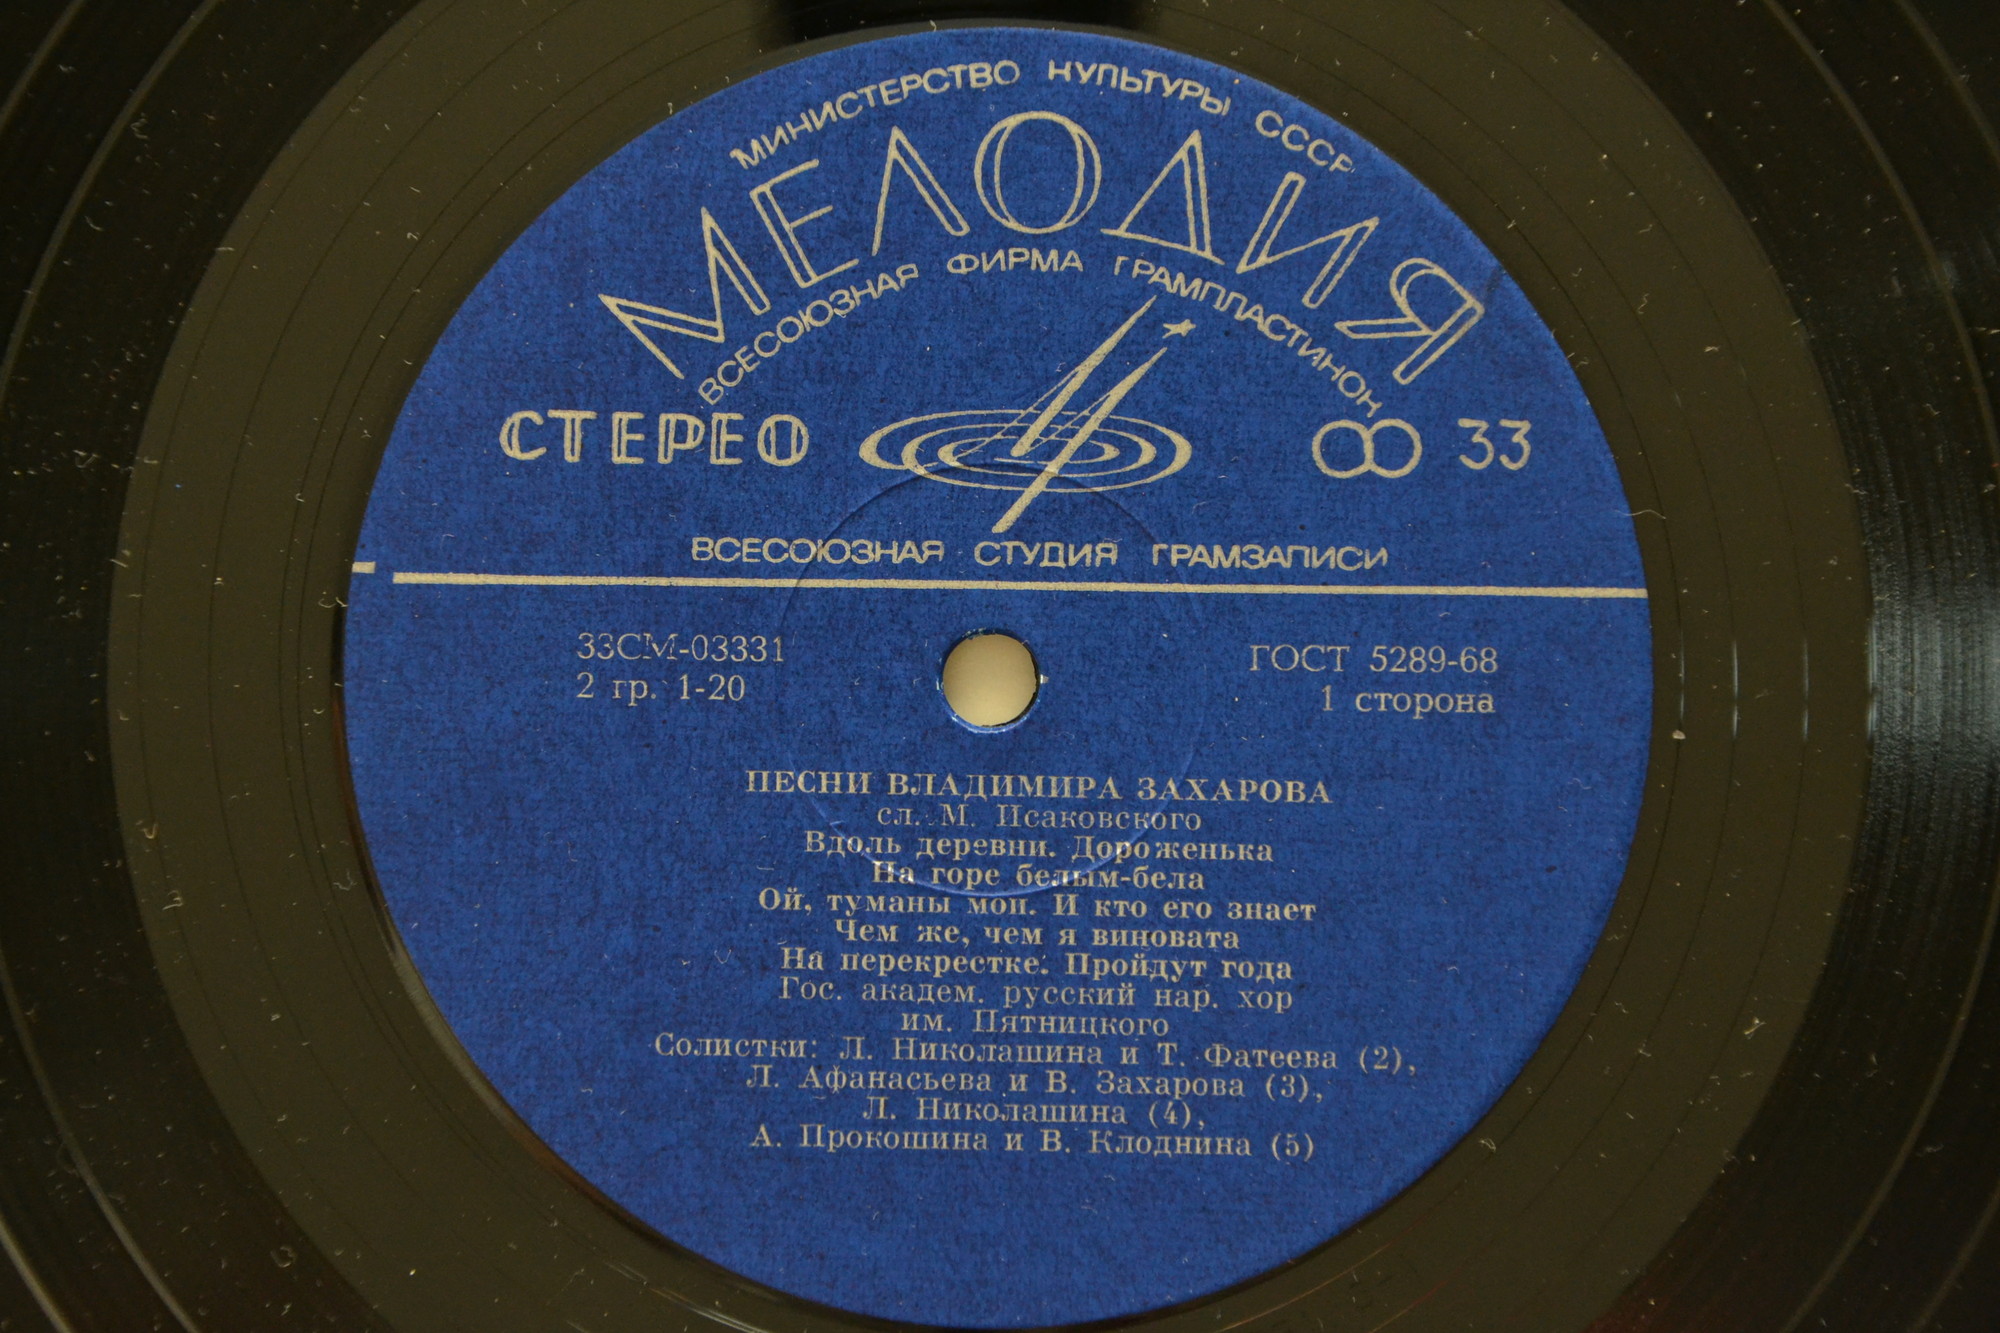 МИНИСТЕРСТВО КУЛЬТУРЫ СССР
МЕЛОДИЯ
ВСЕСОЮЗНАЯ ФИРМА ГРАМПЛАСТИНОК
СТЕРЕО
33
ВСЕСОЮЗНАЯ СТУДИЯ ГРАМЗАПИСИ
33СМ-03331
ГОСТ 5289-68
2 гр. 1-20
1 сторона
ПЕСНИ ВЛАДИМИРА ЗАХАРОВА
сл. М. Исаковского
Вдоль деревни. Дороженька
На горе белым-бела
Ой, туманы мои. И кто его знает
Чем же, чем я виновата
На перекрестке. Пройдут года
Гос. академ. русский нар. хор
им. Пятницкого
Солистки: Л. Николашина и Т. Фатеева (2),
Л. Афанасьева и В. Захарова (3),
Л. Николашина (4),
А. Прокошина и В. Клоднина (5)